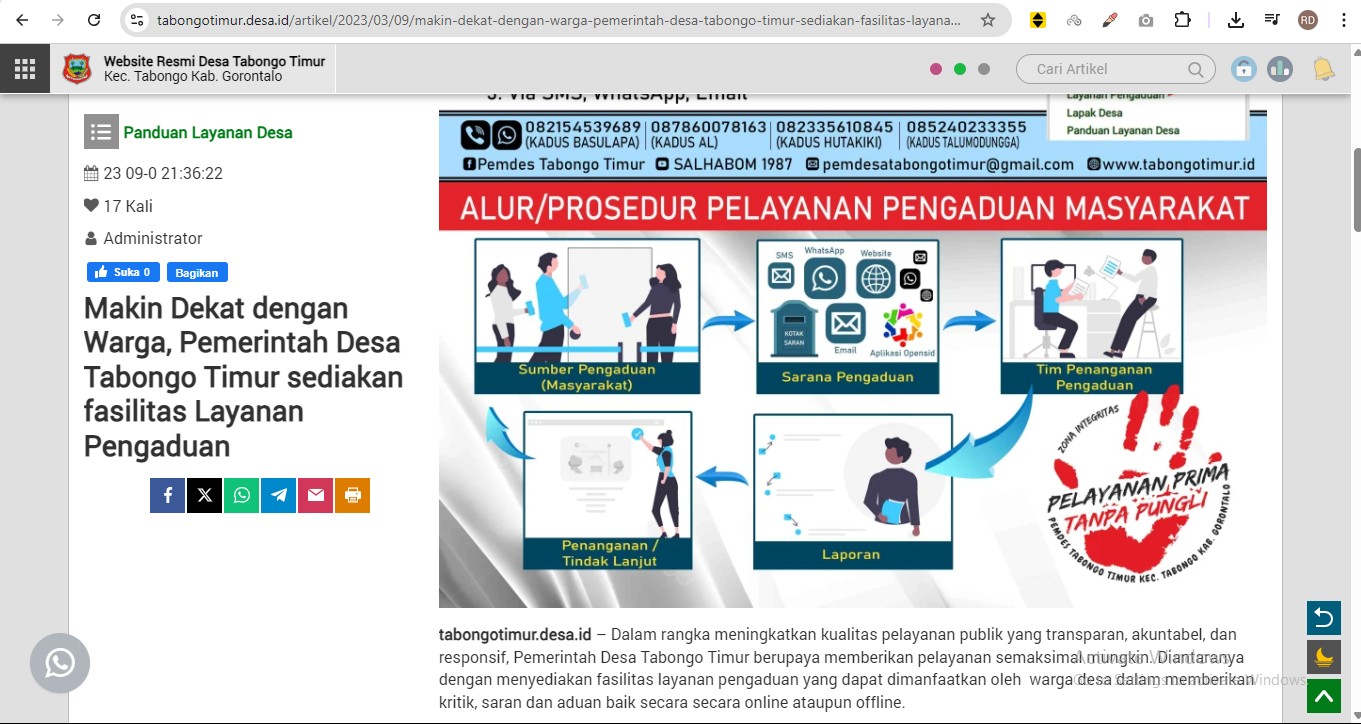 tabongotimur.desa.id/artikel/2023/03/09/makin-dekat-dengan-warga-pemerintah-desa-tabongo-timur-sediakan-fasilitas-layana...
RD
Website Resmi Desa Tabongo Timur
Kec. Tabongo Kab. Gorontalo
Cari Artikel
Panduan Layanan Desa
23 09-0 21:36:22
17 Kali
Administrator
Suka 0
Bagikan
Makin Dekat dengan
Warga, Pemerintah Desa
Tabongo Timur sediakan
fasilitas Layanan
Pengaduan
3. Via SMS, WhatsApp, Email
Layanan Pengaduan
Lapak Desa
Panduan Layanan Desa
082154539689 | 087860078163 | 082335610845 | 085240233355
(KADUS BASULAPA) | (KADUS AL) | (KADUS HUTAKIKI) | (KADUS TALUMODUNGGA)
Pemdes Tabongo Timur SALHABOM 1987 pemdesatabongotimur@gmail.com www.tabongotimur.id
ALUR/PROSEDUR PELAYANAN PENGADUAN MASYARAKAT
Sumber Pengaduan
(Masyarakat)
SMS
WhatsApp
Website
KOTAK
SARAN
Email
Aplikasi Opensid
Sarana Pengaduan
Tim Penanganan
Pengaduan
Penanganan /
Tindak Lanjut
Laporan
ZONA INTEGRITAS
PELAYANAN PRIMA
TANPA PUNGLI
PEMDES TABONGO TIMUR KEC. TABONGO KAB. GORONTALO
tabongotimur.desa.id – Dalam rangka meningkatkan kualitas pelayanan publik yang transparan, akuntabel, dan
responsif, Pemerintah Desa Tabongo Timur berupaya memberikan pelayanan semaksimal mungkin. Diantaranya
dengan menyediakan fasilitas layanan pengaduan yang dapat dimanfaatkan oleh warga desa dalam memberikan
kritik, saran dan aduan baik secara secara online ataupun offline.
Activate Windows
Go to Settings to activate Windows.